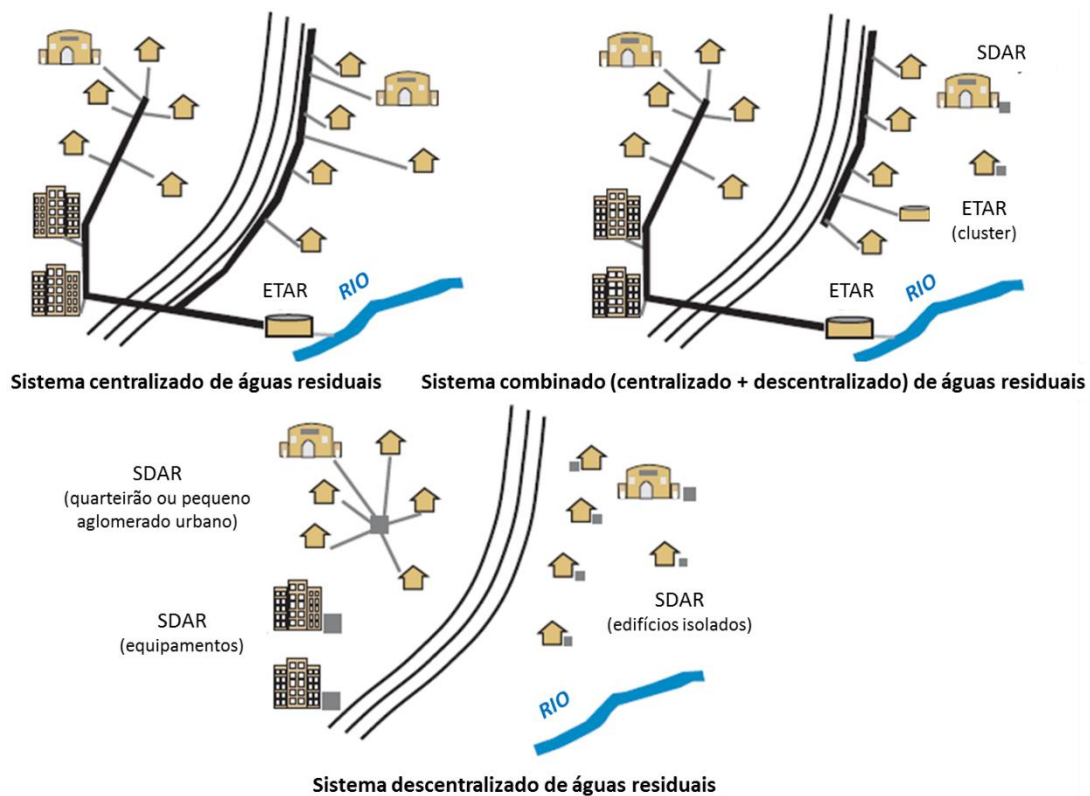 SDAR
ETAR
(cluster)
ETAR
RIO
ETAR
RIO
Sistema centralizado de águas residuais
Sistema combinado (centralizado + descentralizado) de águas residuais
SDAR
(quarteirão ou pequeno
aglomerado urbano)
SDAR
(equipamentos)
SDAR
(edifícios isolados)
RIO
Sistema descentralizado de águas residuais